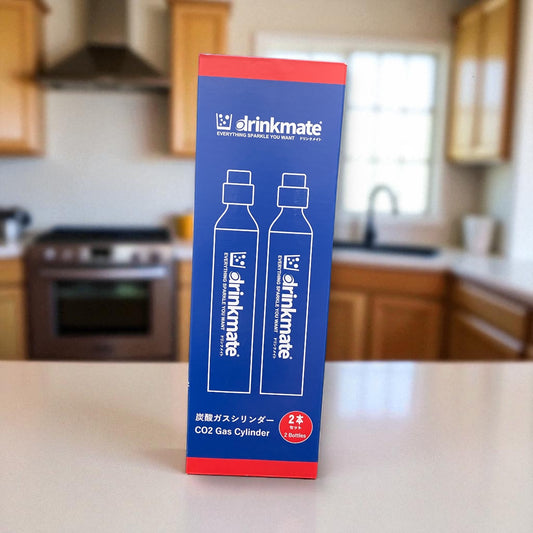 drinkmate
EVERYTHING SPARKLE YOU WANT ドリンクメイト
drinkmate
EVERYTHING SPARKLE YOU WANT ドリンクメイト
drinkmate
EVERYTHING SPARKLE YOU WANT ドリンクメイト
炭酸ガスシリンダー
CO2 Gas Cylinder
2本
セット
2 Bottles